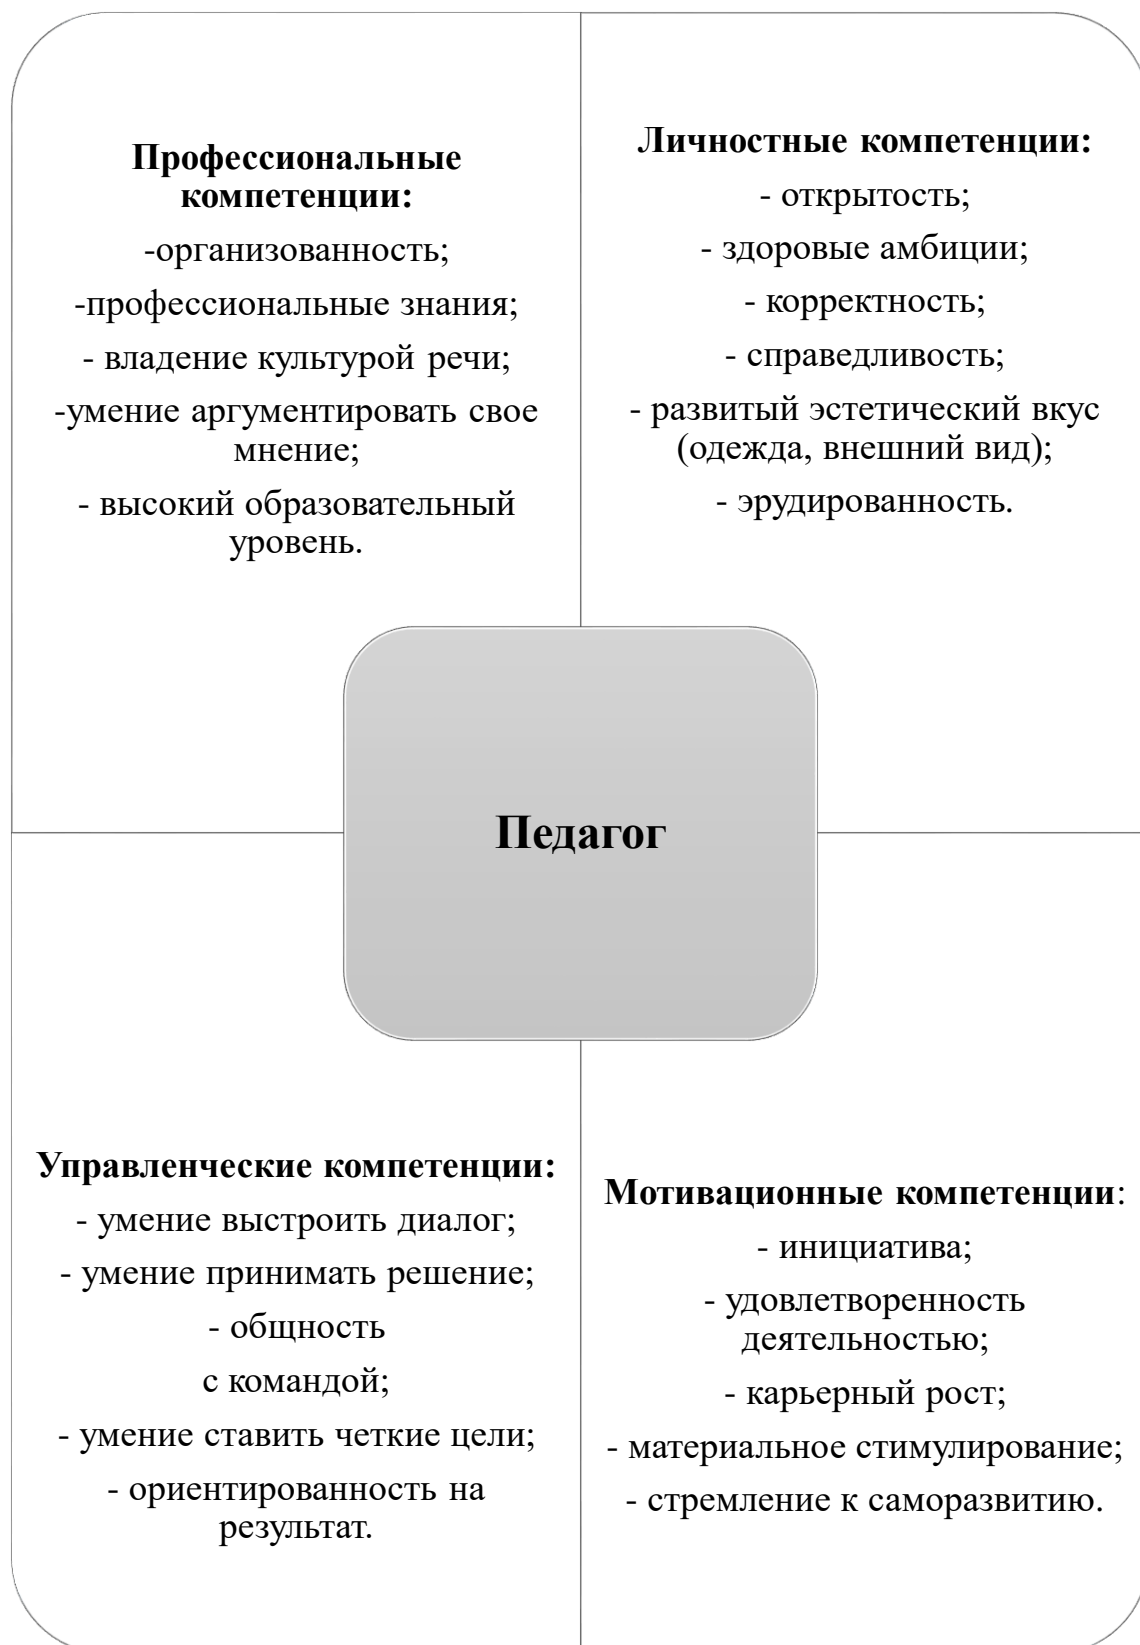 Профессиональные
компетенции:
-организованность;
-профессиональные знания;
- владение культурой речи;
-умение аргументировать свое
мнение;
- высокий образовательный
уровень.
Личностные компетенции:
- открытость;
- здоровые амбиции;
- корректность;
- справедливость;
- развитый эстетический вкус
(одежда, внешний вид);
- эрудированность.
Педагог
Управленческие компетенции:
- умение выстроить диалог;
- умение принимать решение;
- общность
с командой;
- умение ставить четкие цели;
- ориентированность на
результат.
Мотивационные компетенции:
- инициатива;
- удовлетворенность
деятельностью;
- карьерный рост;
- материальное стимулирование;
- стремление к саморазвитию.